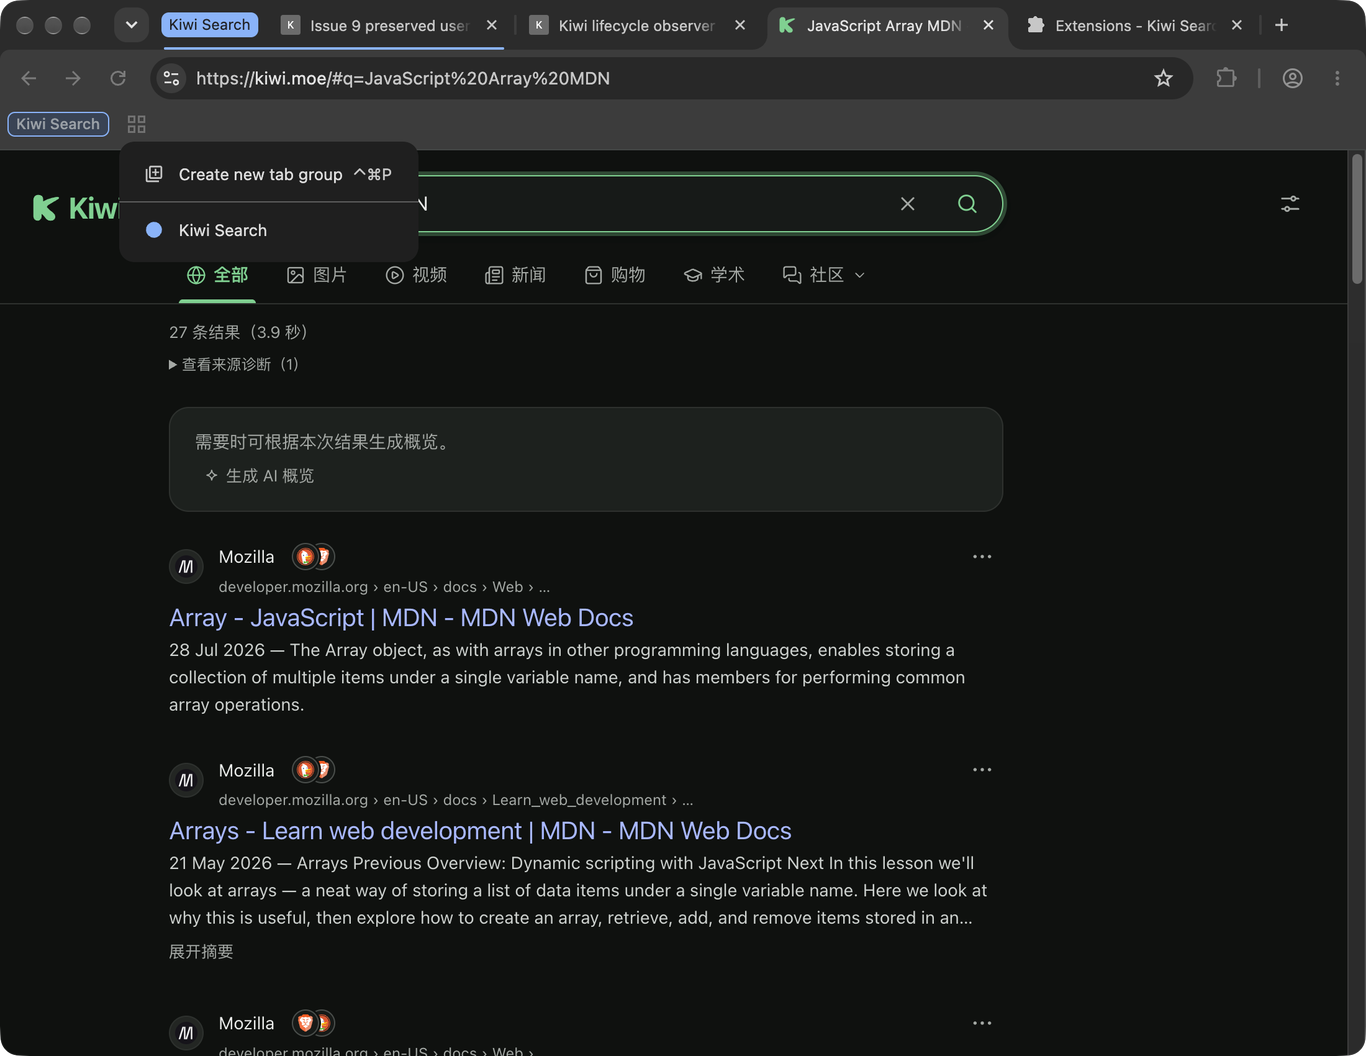 Kiwi Search
Issue 9 preserved user
Kiwi lifecycle observer
JavaScript Array MDN
Extensions - Kiwi Sear
https://kiwi.moe/#q=JavaScript%20Array%20MDN
Kiwi Search
Create new tab group ^⌘P
Kiwi Search
Kiwi
N
全部
图片
视频
新闻
购物
学术
社区
27 条结果（3.9 秒）
查看来源诊断（1）
需要时可根据本次结果生成概览。
生成 AI 概览
Mozilla
developer.mozilla.org › en-US › docs › Web › ...
Array - JavaScript | MDN - MDN Web Docs
28 Jul 2026 — The Array object, as with arrays in other programming languages, enables storing a
collection of multiple items under a single variable name, and has members for performing common
array operations.
Mozilla
developer.mozilla.org › en-US › docs › Learn_web_development › ...
Arrays - Learn web development | MDN - MDN Web Docs
21 May 2026 — Arrays Previous Overview: Dynamic scripting with JavaScript Next In this lesson we'll
look at arrays — a neat way of storing a list of data items under a single variable name. Here we look at
why this is useful, then explore how to create an array, retrieve, add, and remove items stored in an...
展开摘要
Mozilla
developer.mozilla.org › en-US › docs › Web ›